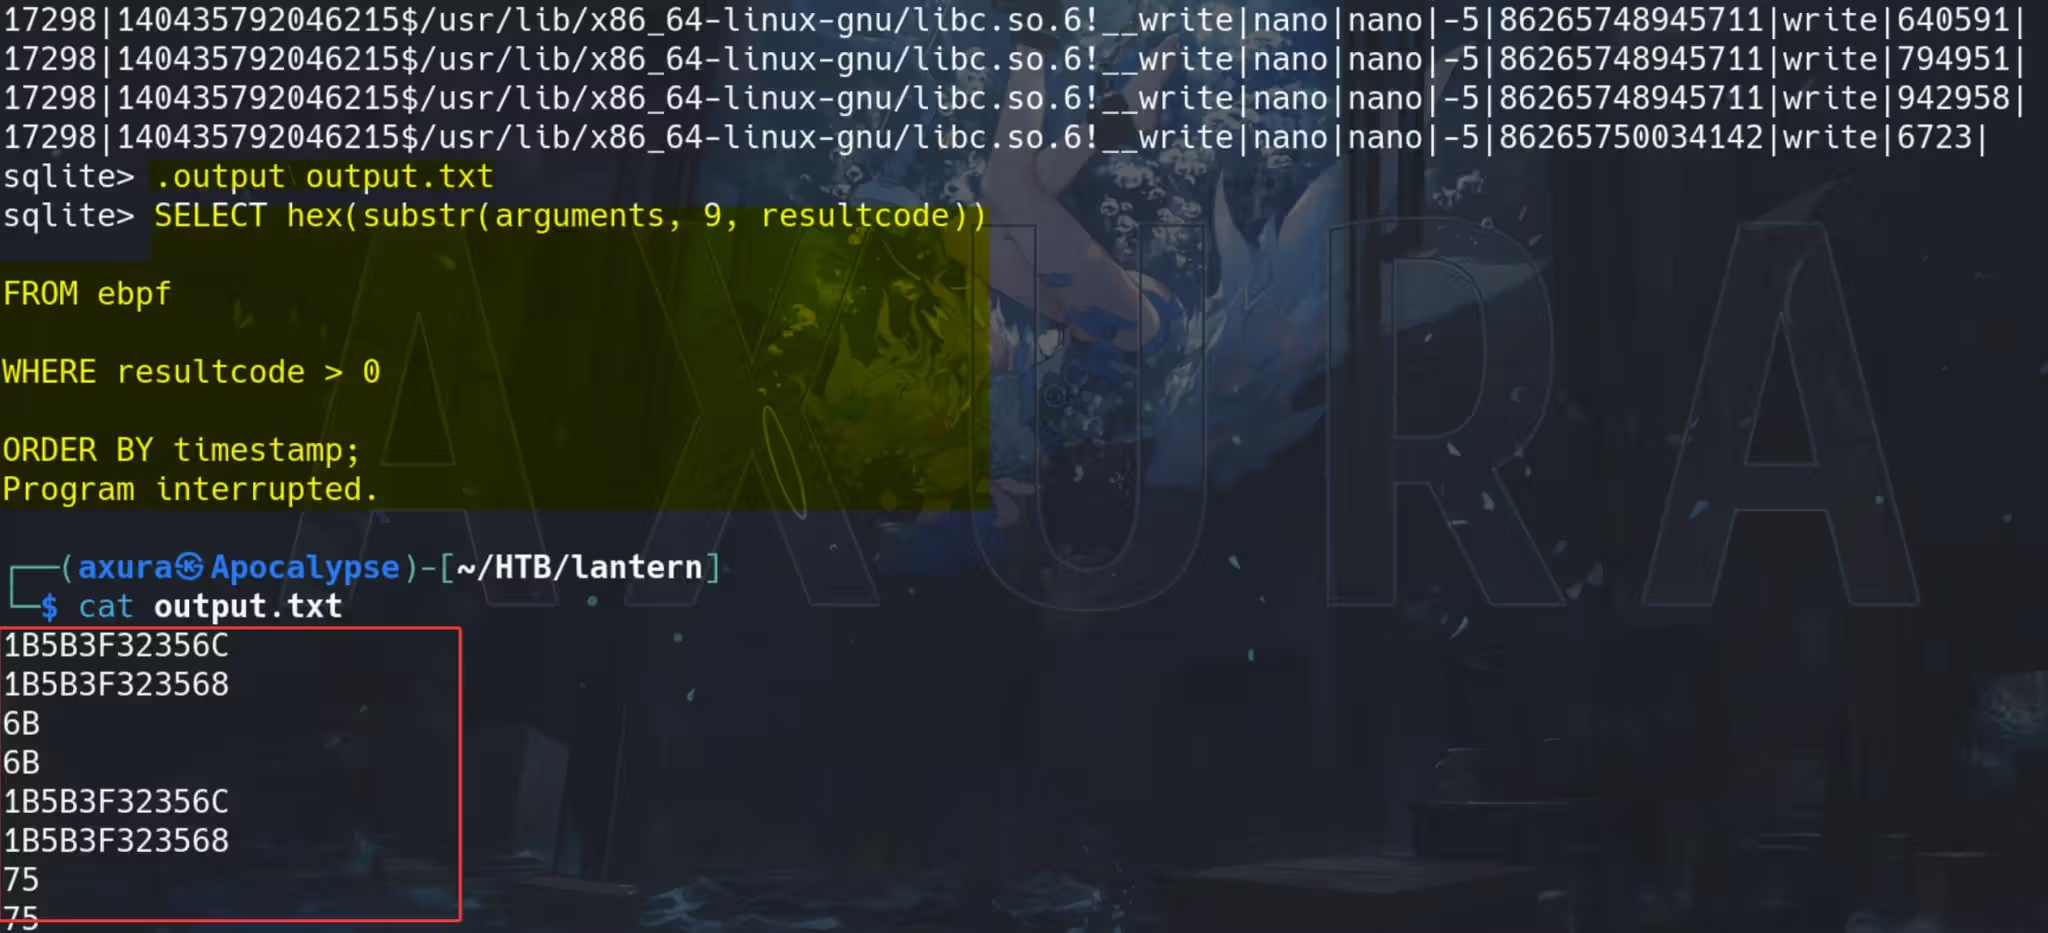 17298|140435792046215$/usr/lib/x86_64-linux-gnu/libc.so.6!__write|nano|nano|-5|86265748945711|write|640591|
17298|140435792046215$/usr/lib/x86_64-linux-gnu/libc.so.6!__write|nano|nano|-5|86265748945711|write|794951|
17298|140435792046215$/usr/lib/x86_64-linux-gnu/libc.so.6!__write|nano|nano|-5|86265748945711|write|942958|
17298|140435792046215$/usr/lib/x86_64-linux-gnu/libc.so.6!__write|nano|nano|-5|86265750034142|write|6723|
sqlite> .output output.txt
sqlite> SELECT hex(substr(arguments, 9, resultcode))
FROM ebpf
WHERE resultcode > 0
ORDER BY timestamp;
Program interrupted.
AXURA
┌──(axura㉿Apocalypse)-[~/HTB/lantern]
└─$ cat output.txt
1B5B3F32356C
1B5B3F323568
6B
6B
1B5B3F32356C
1B5B3F323568
75
75